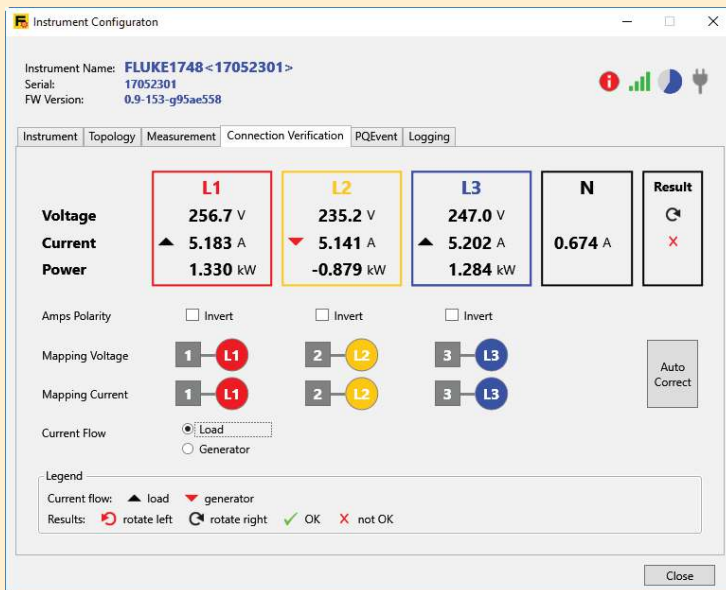 Instrument Configuraton
Instrument Name: FLUKE1748<17052301>
Serial: 17052301
FW Version: 0.9-153-g95ae558
Instrument Topology Measurement Connection Verification PQEvent Logging
L1 L2 L3 N Result
Voltage 256.7 V 235.2 V 247.0 V
Current 5.183 A 5.141 A 5.202 A 0.674 A
Power 1.330 kW -0.879 kW 1.284 kW
Amps Polarity Invert Invert Invert
Mapping Voltage 1 L1 2 L2 3 L3
Mapping Current 1 L1 2 L2 3 L3
Auto
Correct
Current Flow Load
Generator
Legend
Current flow: load generator
Results: rotate left rotate right OK not OK
Close